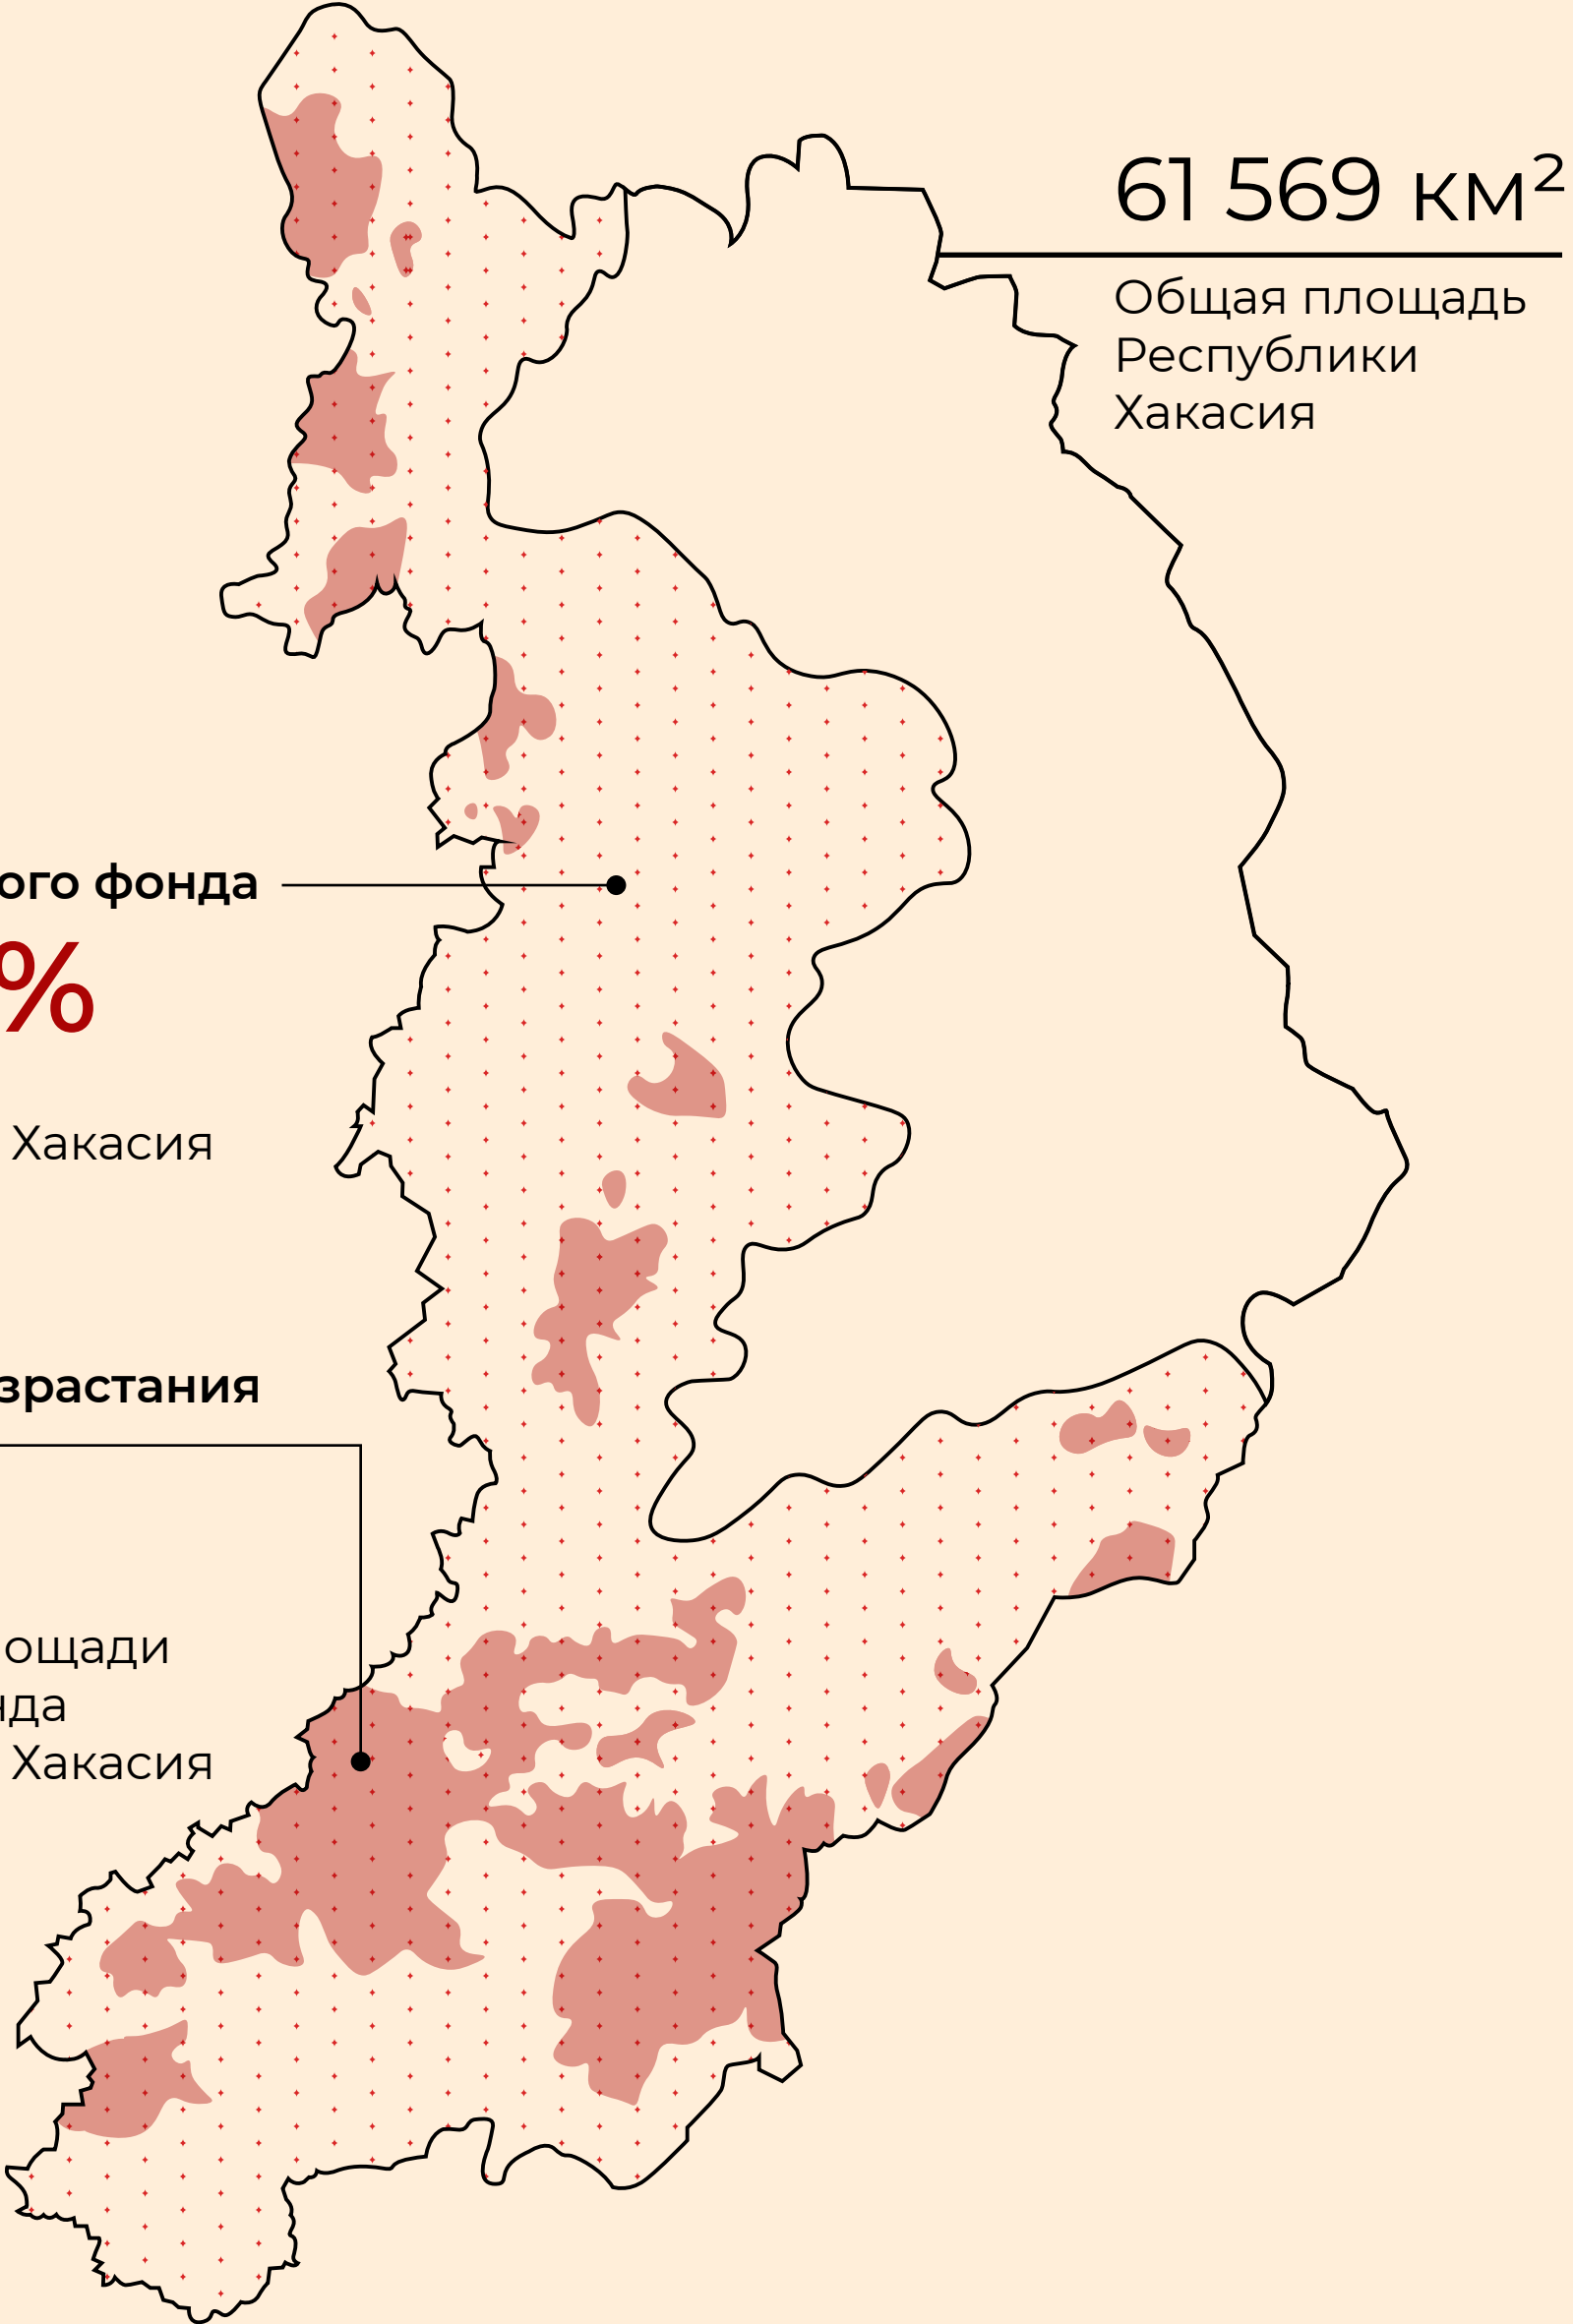 61 569 км²
Общая площадь
Республики
Хакасия
ого фонда
%
Хакасия
зрастания
ощади
нда
Хакасия